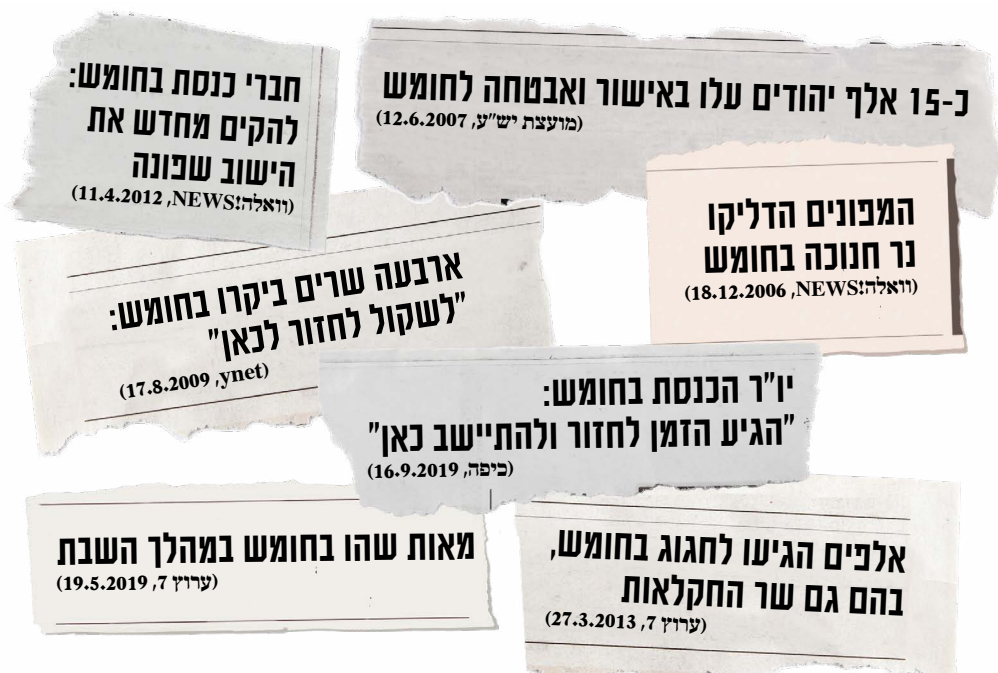 כ-15 אלף יהודים עלו באישור ואבטחה לחומש
(מועצת יש"ע, 12.6.2007)
חברי כנסת בחומש:
להקים מחדש את
הישוב שפונה
(וואלה!NEWS, 11.4.2012)
המפונים הדליקו
נר חנוכה בחומש
(וואלה!NEWS, 18.12.2006)
ארבעה שרים ביקרו בחומש:
"לשקול לחזור לכאן"
(ynet, 17.8.2009)
יו"ר הכנסת בחומש:
"הגיע הזמן לחזור ולהתיישב כאן"
(כיפה, 16.9.2019)
מאות שהו בחומש במהלך השבת
(ערוץ 7, 19.5.2019)
אלפים הגיעו לחגוג בחומש,
בהם גם שר החקלאות
(ערוץ 7, 27.3.2013)